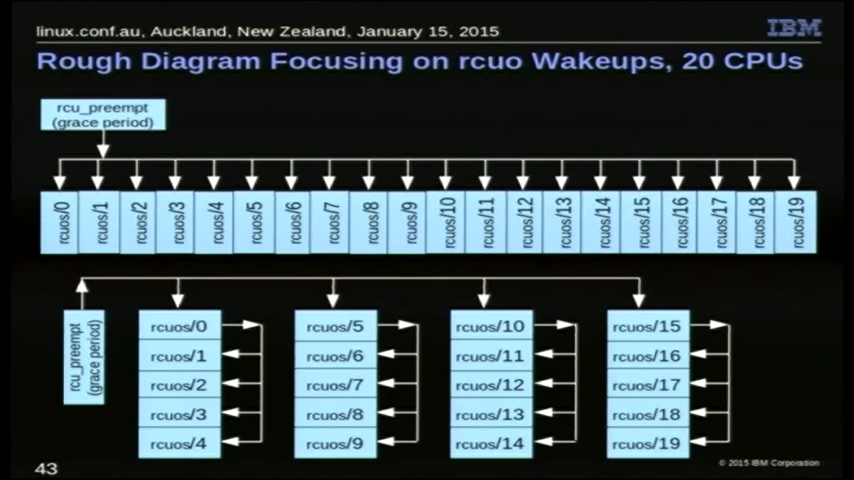 linux.conf.au, Auckland, New Zealand, January 15, 2015
IBM
Rough Diagram Focusing on rcuo Wakeups, 20 CPUs
rcu_preempt
(grace period)
rcuos/0
rcuos/1
rcuos/2
rcuos/3
rcuos/4
rcuos/5
rcuos/6
rcuos/7
rcuos/8
rcuos/9
rcuos/10
rcuos/11
rcuos/12
rcuos/13
rcuos/14
rcuos/15
rcuos/16
rcuos/17
rcuos/18
rcuos/19
rcu_preempt
(grace period)
rcuos/0
rcuos/1
rcuos/2
rcuos/3
rcuos/4
rcuos/5
rcuos/6
rcuos/7
rcuos/8
rcuos/9
rcuos/10
rcuos/11
rcuos/12
rcuos/13
rcuos/14
rcuos/15
rcuos/16
rcuos/17
rcuos/18
rcuos/19
43
© 2015 IBM Corporation